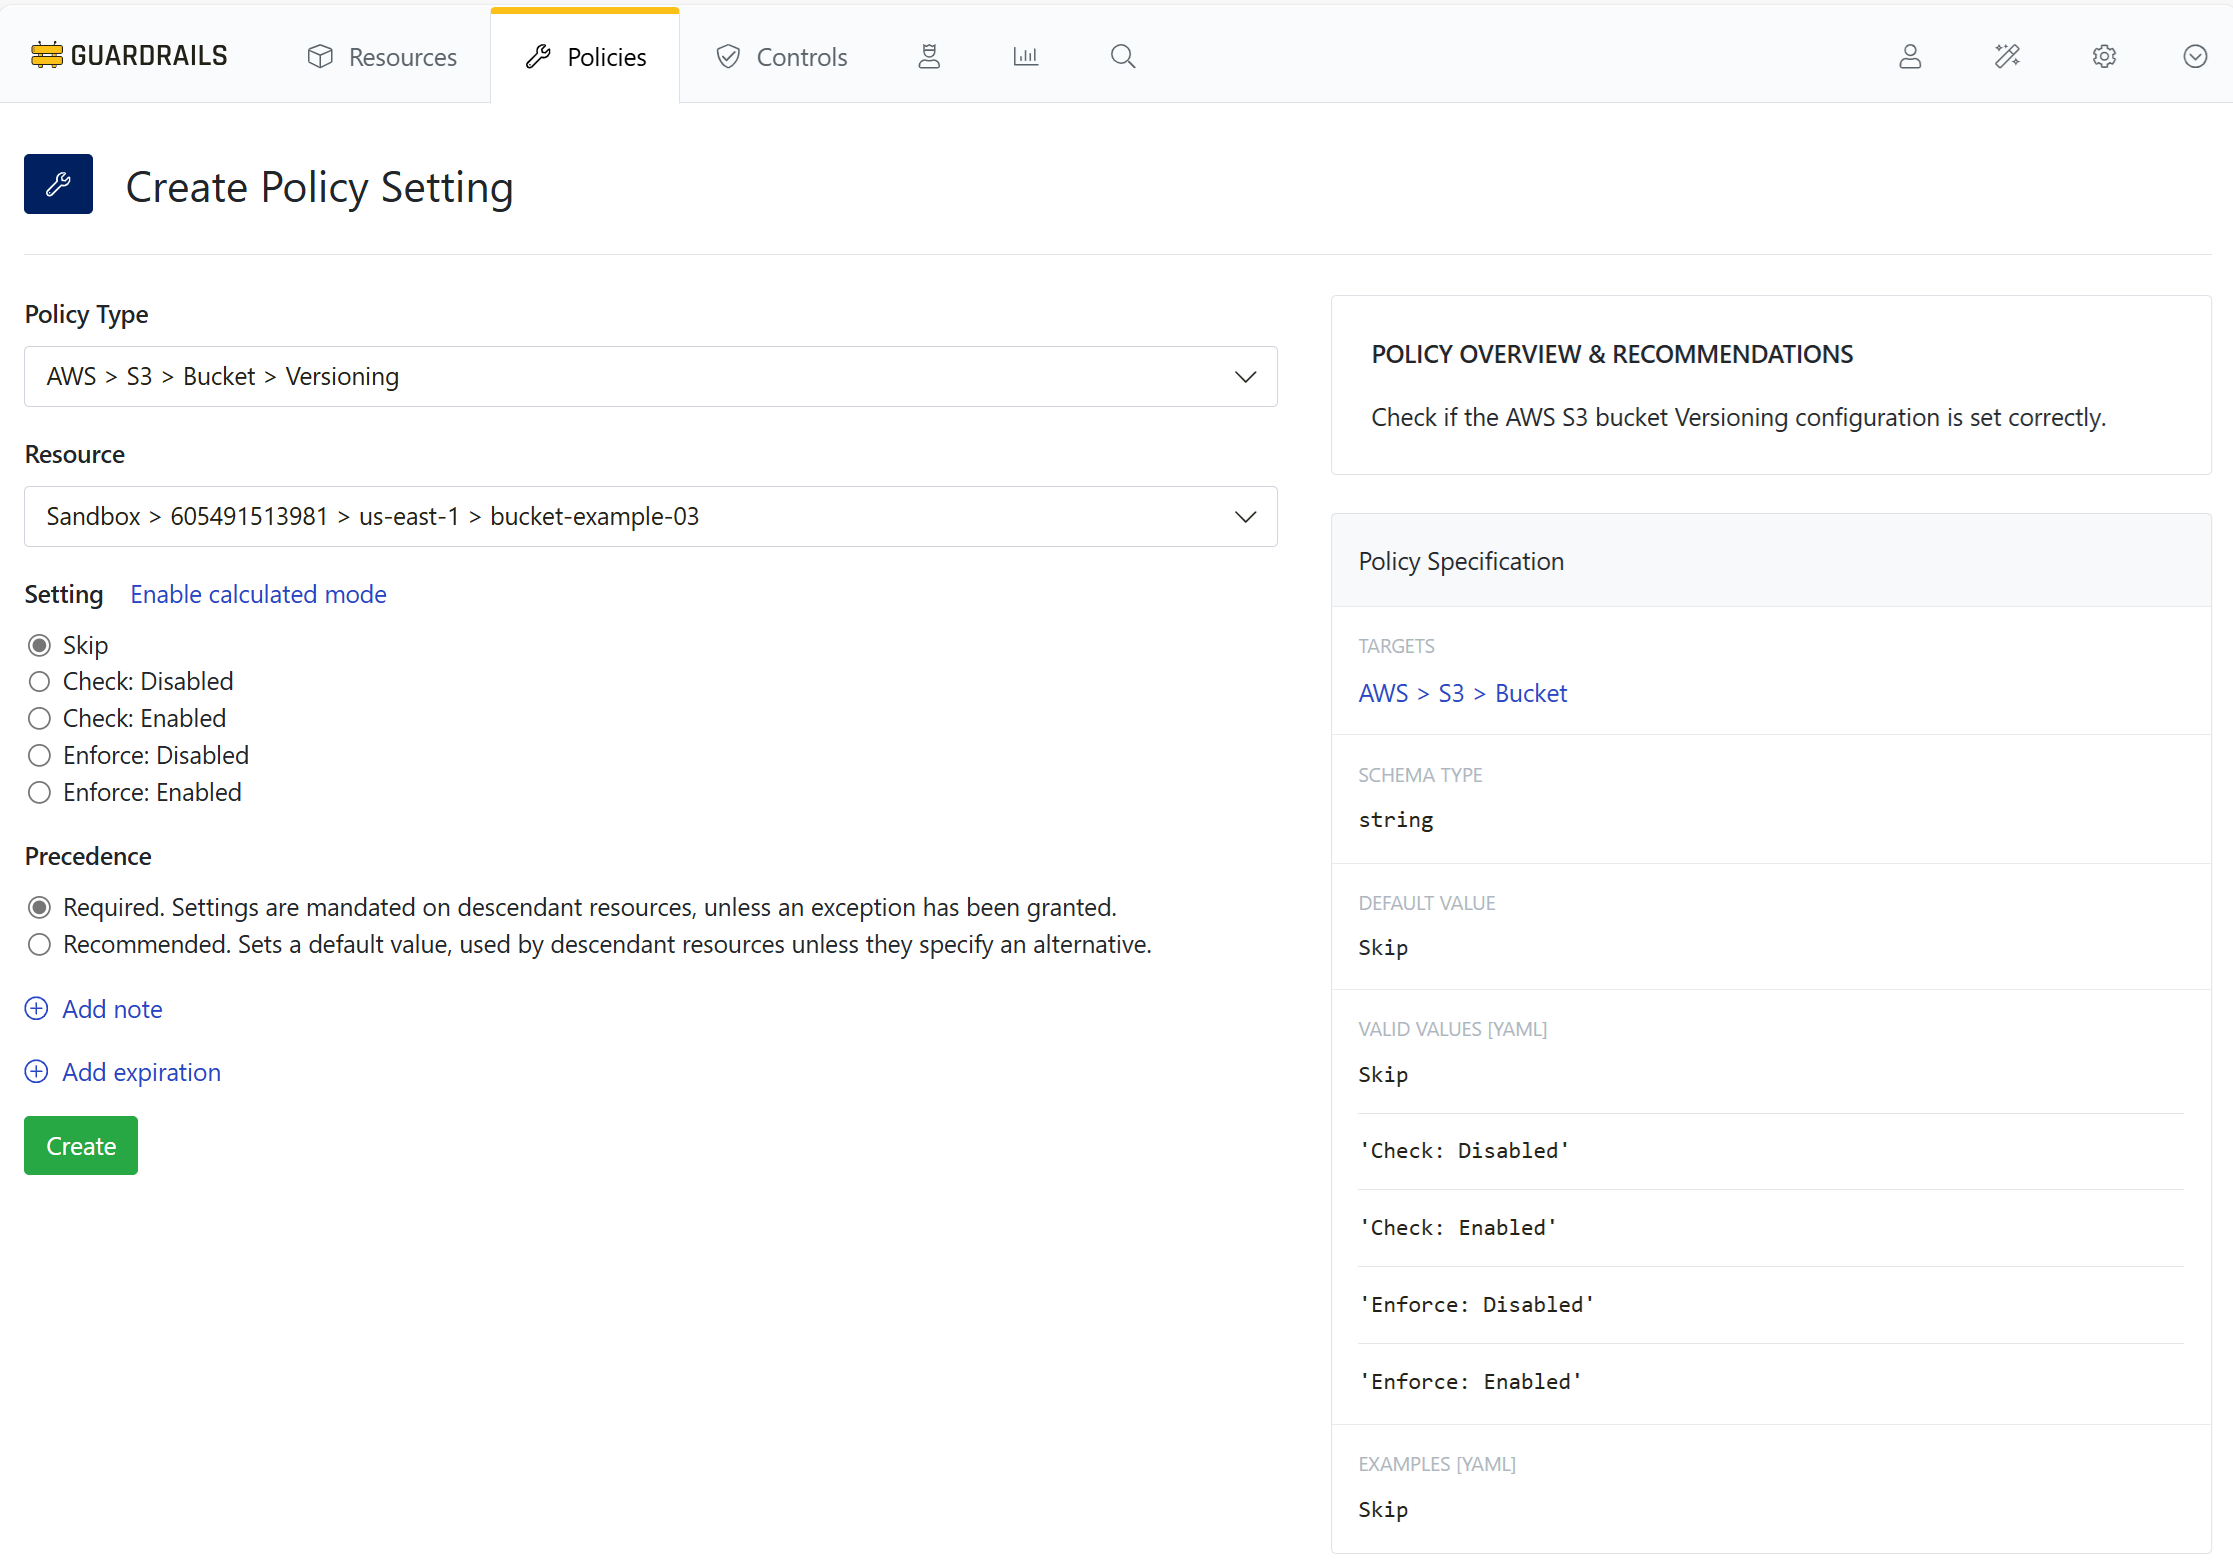 GUARDRAILS Resources Policies Controls
Create Policy Setting
Policy Type
AWS > S3 > Bucket > Versioning
Resource
Sandbox > 605491513981 > us-east-1 > bucket-example-03
Setting Enable calculated mode
Skip
Check: Disabled
Check: Enabled
Enforce: Disabled
Enforce: Enabled
Precedence
Required. Settings are mandated on descendant resources, unless an exception has been granted.
Recommended. Sets a default value, used by descendant resources unless they specify an alternative.
Add note
Add expiration
Create
POLICY OVERVIEW & RECOMMENDATIONS
Check if the AWS S3 bucket Versioning configuration is set correctly.
Policy Specification
TARGETS
AWS > S3 > Bucket
SCHEMA TYPE
string
DEFAULT VALUE
Skip
VALID VALUES [YAML]
Skip
'Check: Disabled'
'Check: Enabled'
'Enforce: Disabled'
'Enforce: Enabled'
EXAMPLES [YAML]
Skip